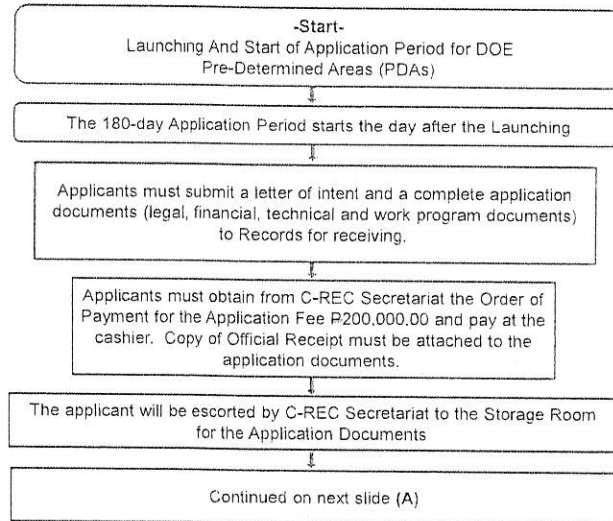 -Start-
Launching And Start of Application Period for DOE
Pre-Determined Areas (PDAs)
The 180-day Application Period starts the day after the Launching
Applicants must submit a letter of intent and a complete application
documents (legal, financial, technical and work program documents)
to Records for receiving.
Applicants must obtain from C-REC Secretariat the Order of
Payment for the Application Fee ₱200,000.00 and pay at the
cashier. Copy of Official Receipt must be attached to the
application documents.
The applicant will be escorted by C-REC Secretariat to the Storage Room
for the Application Documents
Continued on next slide (A)